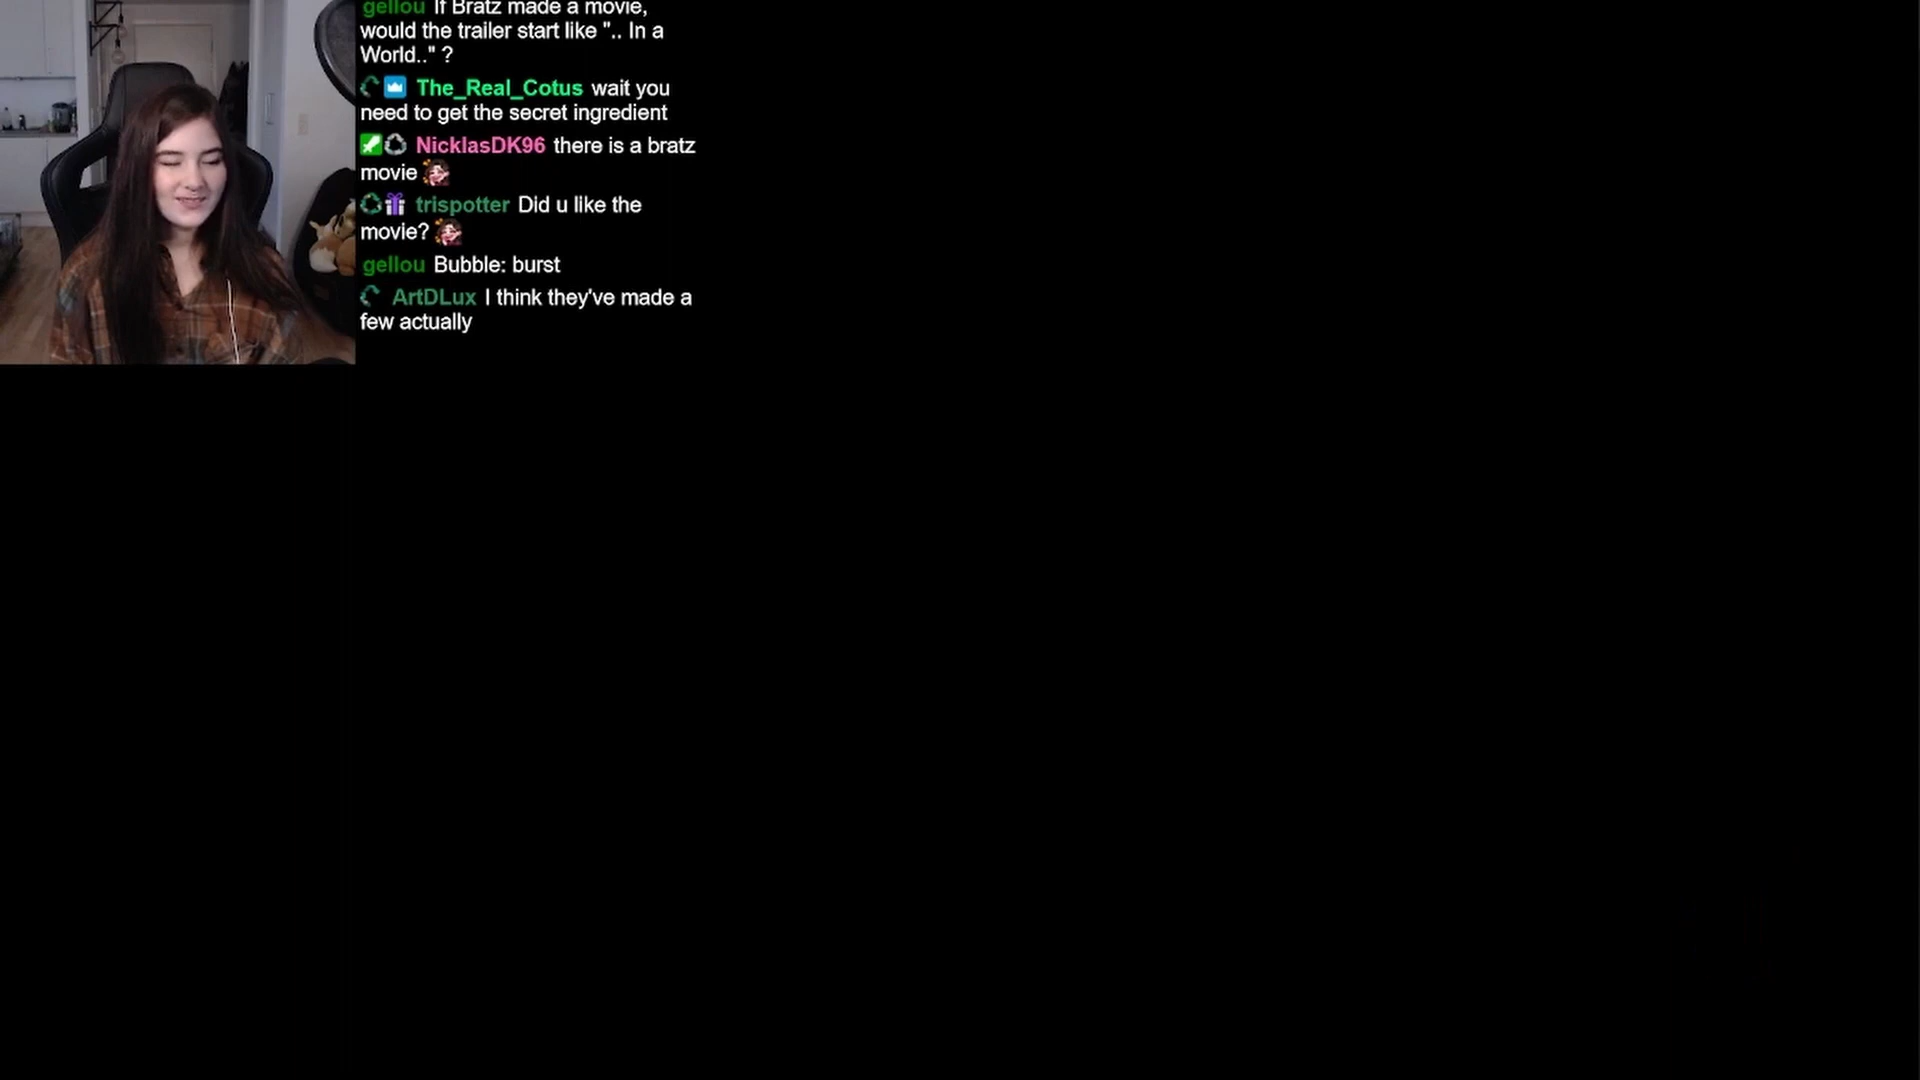 gellou If Bratz made a movie,
would the trailer start like ".. In a
World.." ?
The_Real_Cotus wait you
need to get the secret ingredient
NicklasDK96 there is a bratz
movie
trispotter Did u like the
movie?
gellou Bubble: burst
ArtDLux I think they've made a
few actually